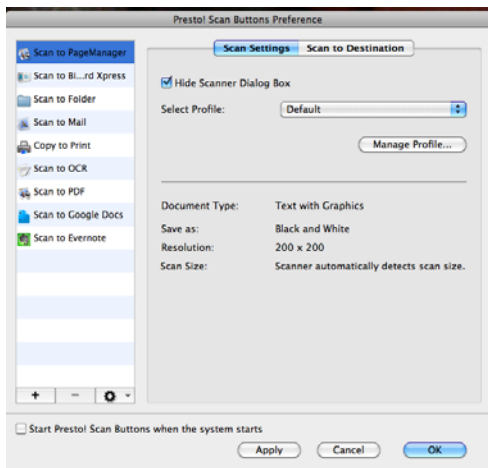 Presto! Scan Buttons Preference
Scan to PageManager
Scan to Bi...rd Xpress
Scan to Folder
Scan to Mail
Copy to Print
Scan to OCR
Scan to PDF
Scan to Google Docs
Scan to Evernote
Scan Settings Scan to Destination
Hide Scanner Dialog Box
Select Profile: Default
Manage Profile...
Document Type: Text with Graphics
Save as: Black and White
Resolution: 200 x 200
Scan Size: Scanner automatically detects scan size.
Start Presto! Scan Buttons when the system starts
Apply Cancel OK